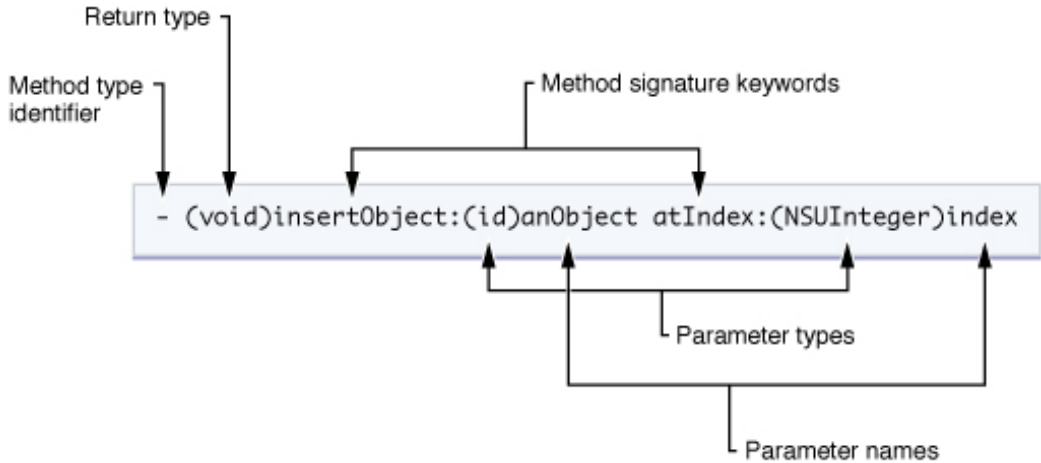 Return type
Method type
identifier
Method signature keywords
- (void)insertObject:(id)anObject atIndex:(NSUInteger)index
Parameter types
Parameter names